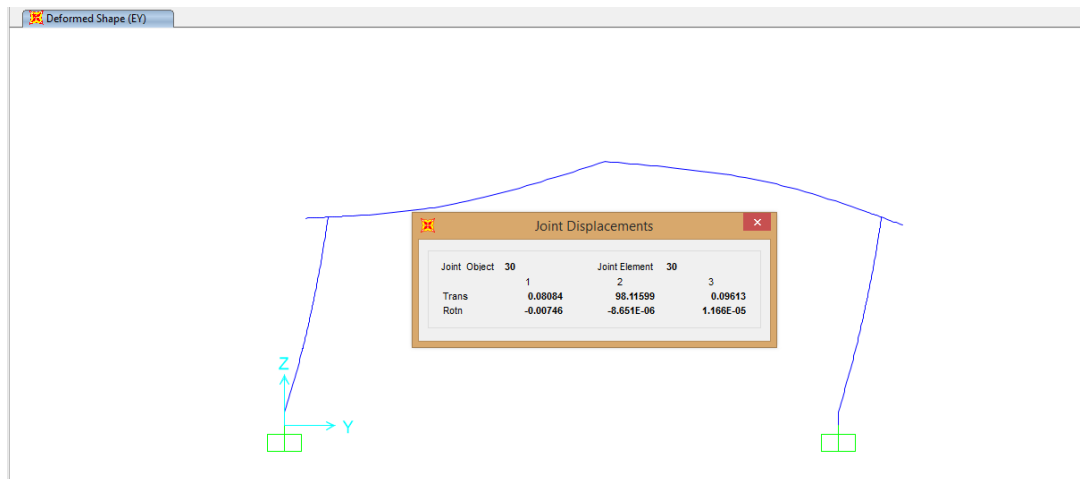 Deformed Shape (EY)
Joint Displacements
Joint Object 30 Joint Element 30
1 2 3
Trans 0.08084 98.11599 0.09613
Rotn -0.00746 -8.651E-06 1.166E-05
Z
Y